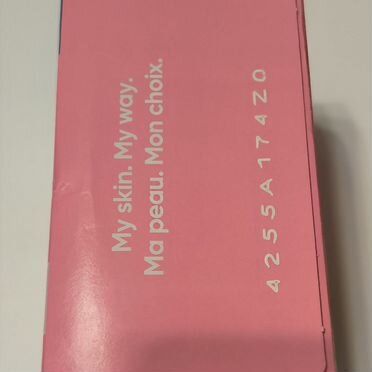 My skin. My way.
Ma peau. Mon choix.
4255A174Z0